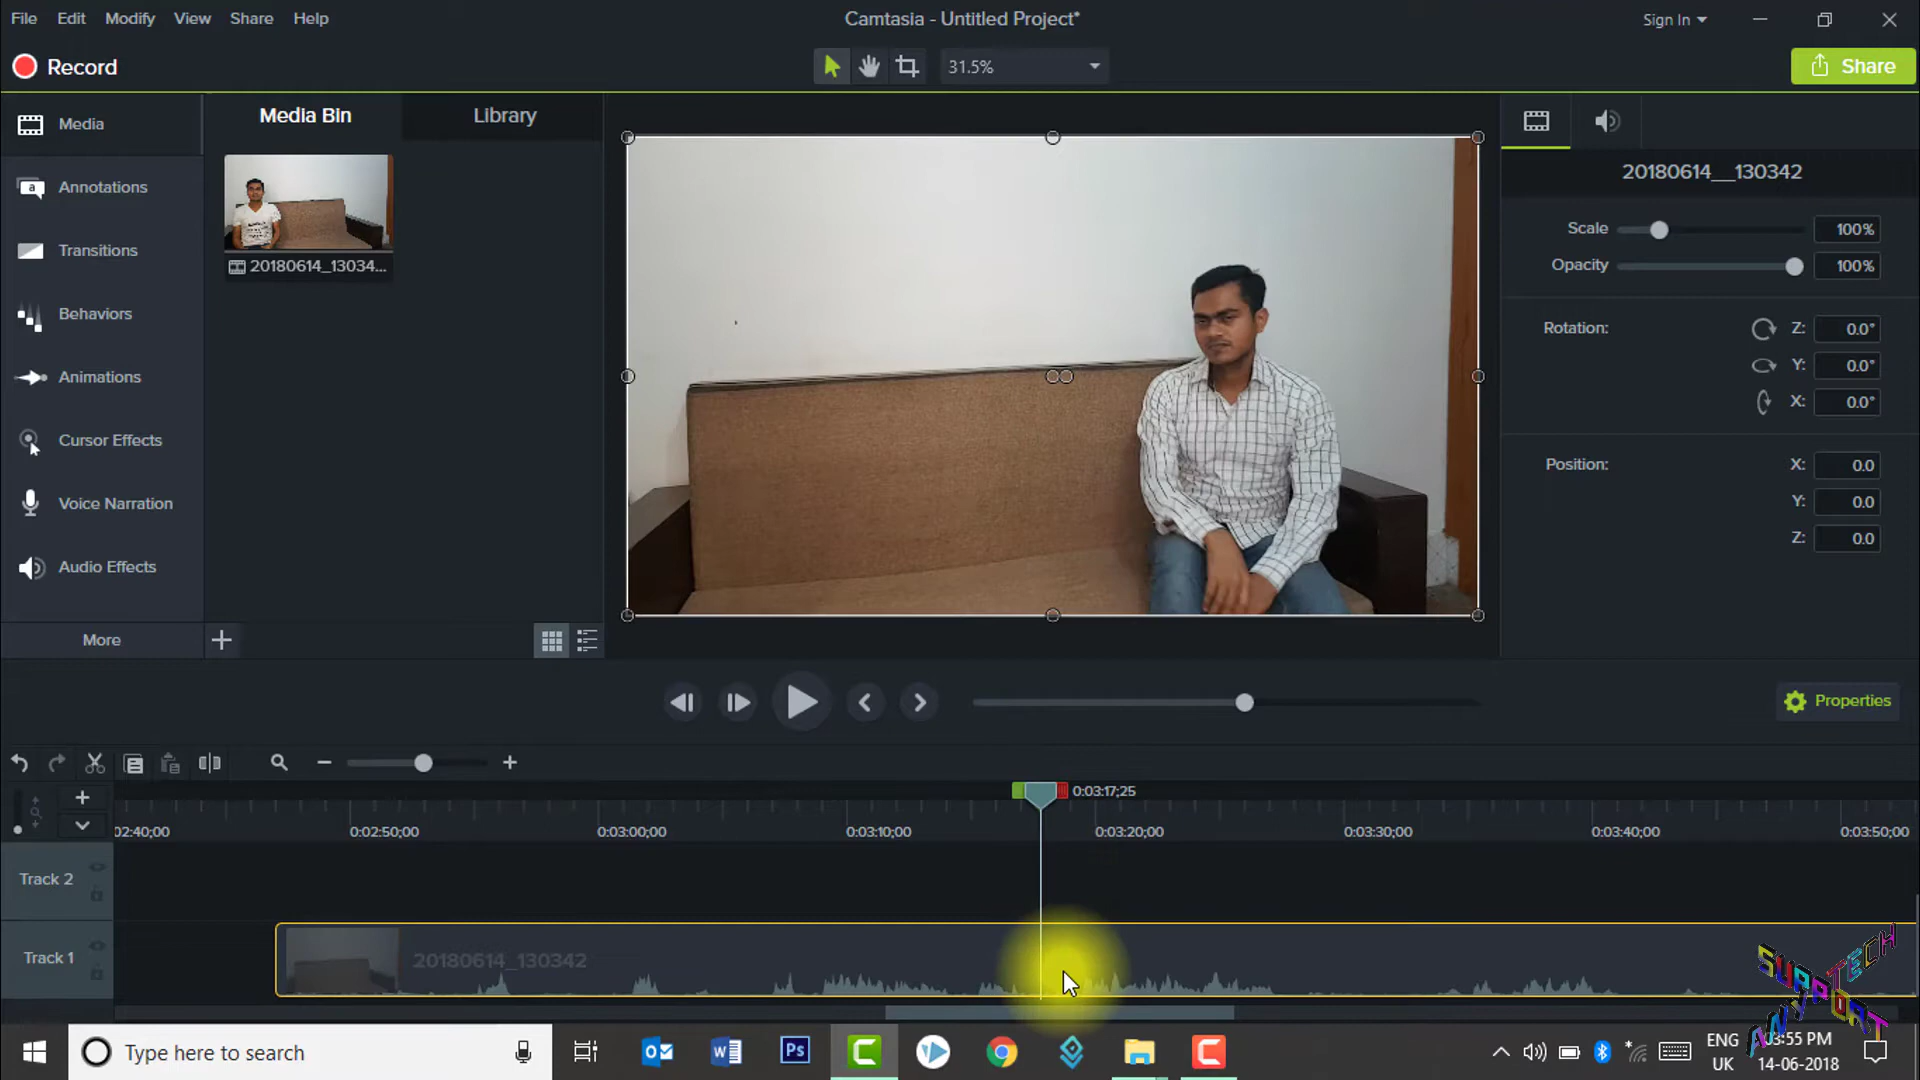 File Edit Modify View Share Help
Camtasia - Untitled Project*
Sign In
Record
31.5%
Share
Media
Media Bin
Library
20180614__130342
Annotations
Transitions
Behaviors
Animations
Cursor Effects
Voice Narration
Audio Effects
More
20180614_13034...
Scale 100%
Opacity 100%
Rotation: Z: 0.0°
Y: 0.0°
X: 0.0°
Position: X: 0.0
Y: 0.0
Z: 0.0
Properties
0:03:17;25
02:40;00 0:02:50;00 0:03:00;00 0:03:10;00 0:03:20;00 0:03:30;00 0:03:40;00 0:03:50;00
Track 2
Track 1
20180614_130342
SUPPORT
ANY
TECH
Type here to search
ENG
UK
03:55 PM
14-06-2018